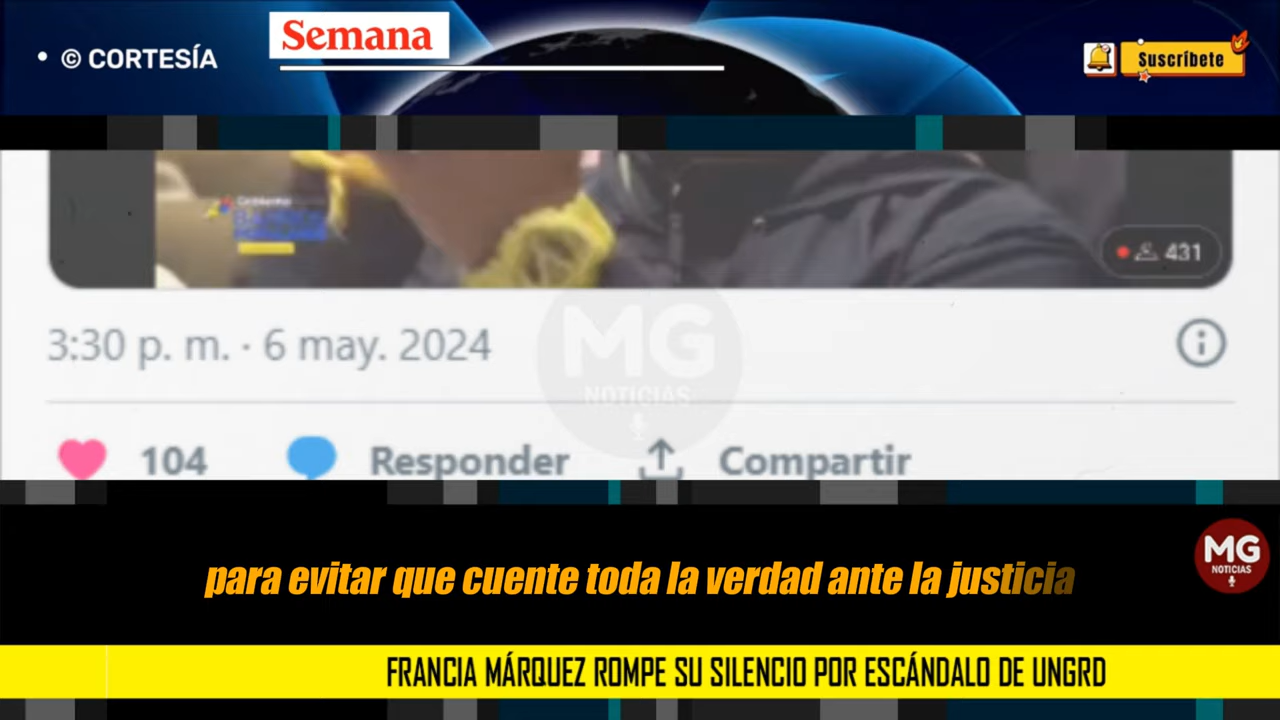 • © CORTESÍA
Semana
Suscríbete
431
3:30 p. m. · 6 may. 2024
MG
NOTICIAS
104 Responder Compartir
para evitar que cuente toda la verdad ante la justicia
MG
NOTICIAS
FRANCIA MÁRQUEZ ROMPE SU SILENCIO POR ESCÁNDALO DE UNGRD